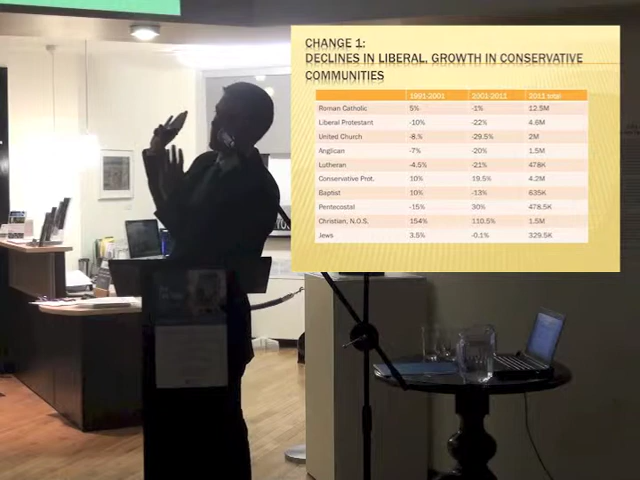 CHANGE 1:
DECLINES IN LIBERAL, GROWTH IN CONSERVATIVE
COMMUNITIES
1991-2001 2001-2011 2011 total
Roman Catholic 5% -1% 12.5M
Liberal Protestant -10% -22% 4.6M
United Church -8.% -29.5% 2M
Anglican -7% -20% 1.5M
Lutheran -4.5% -21% 478K
Conservative Prot. 10% 19.5% 4.2M
Baptist 10% -13% 635K
Pentecostal -15% 30% 478.5K
Christian, N.O.S. 154% 110.5% 1.5M
Jews 3.5% -0.1% 329.5K